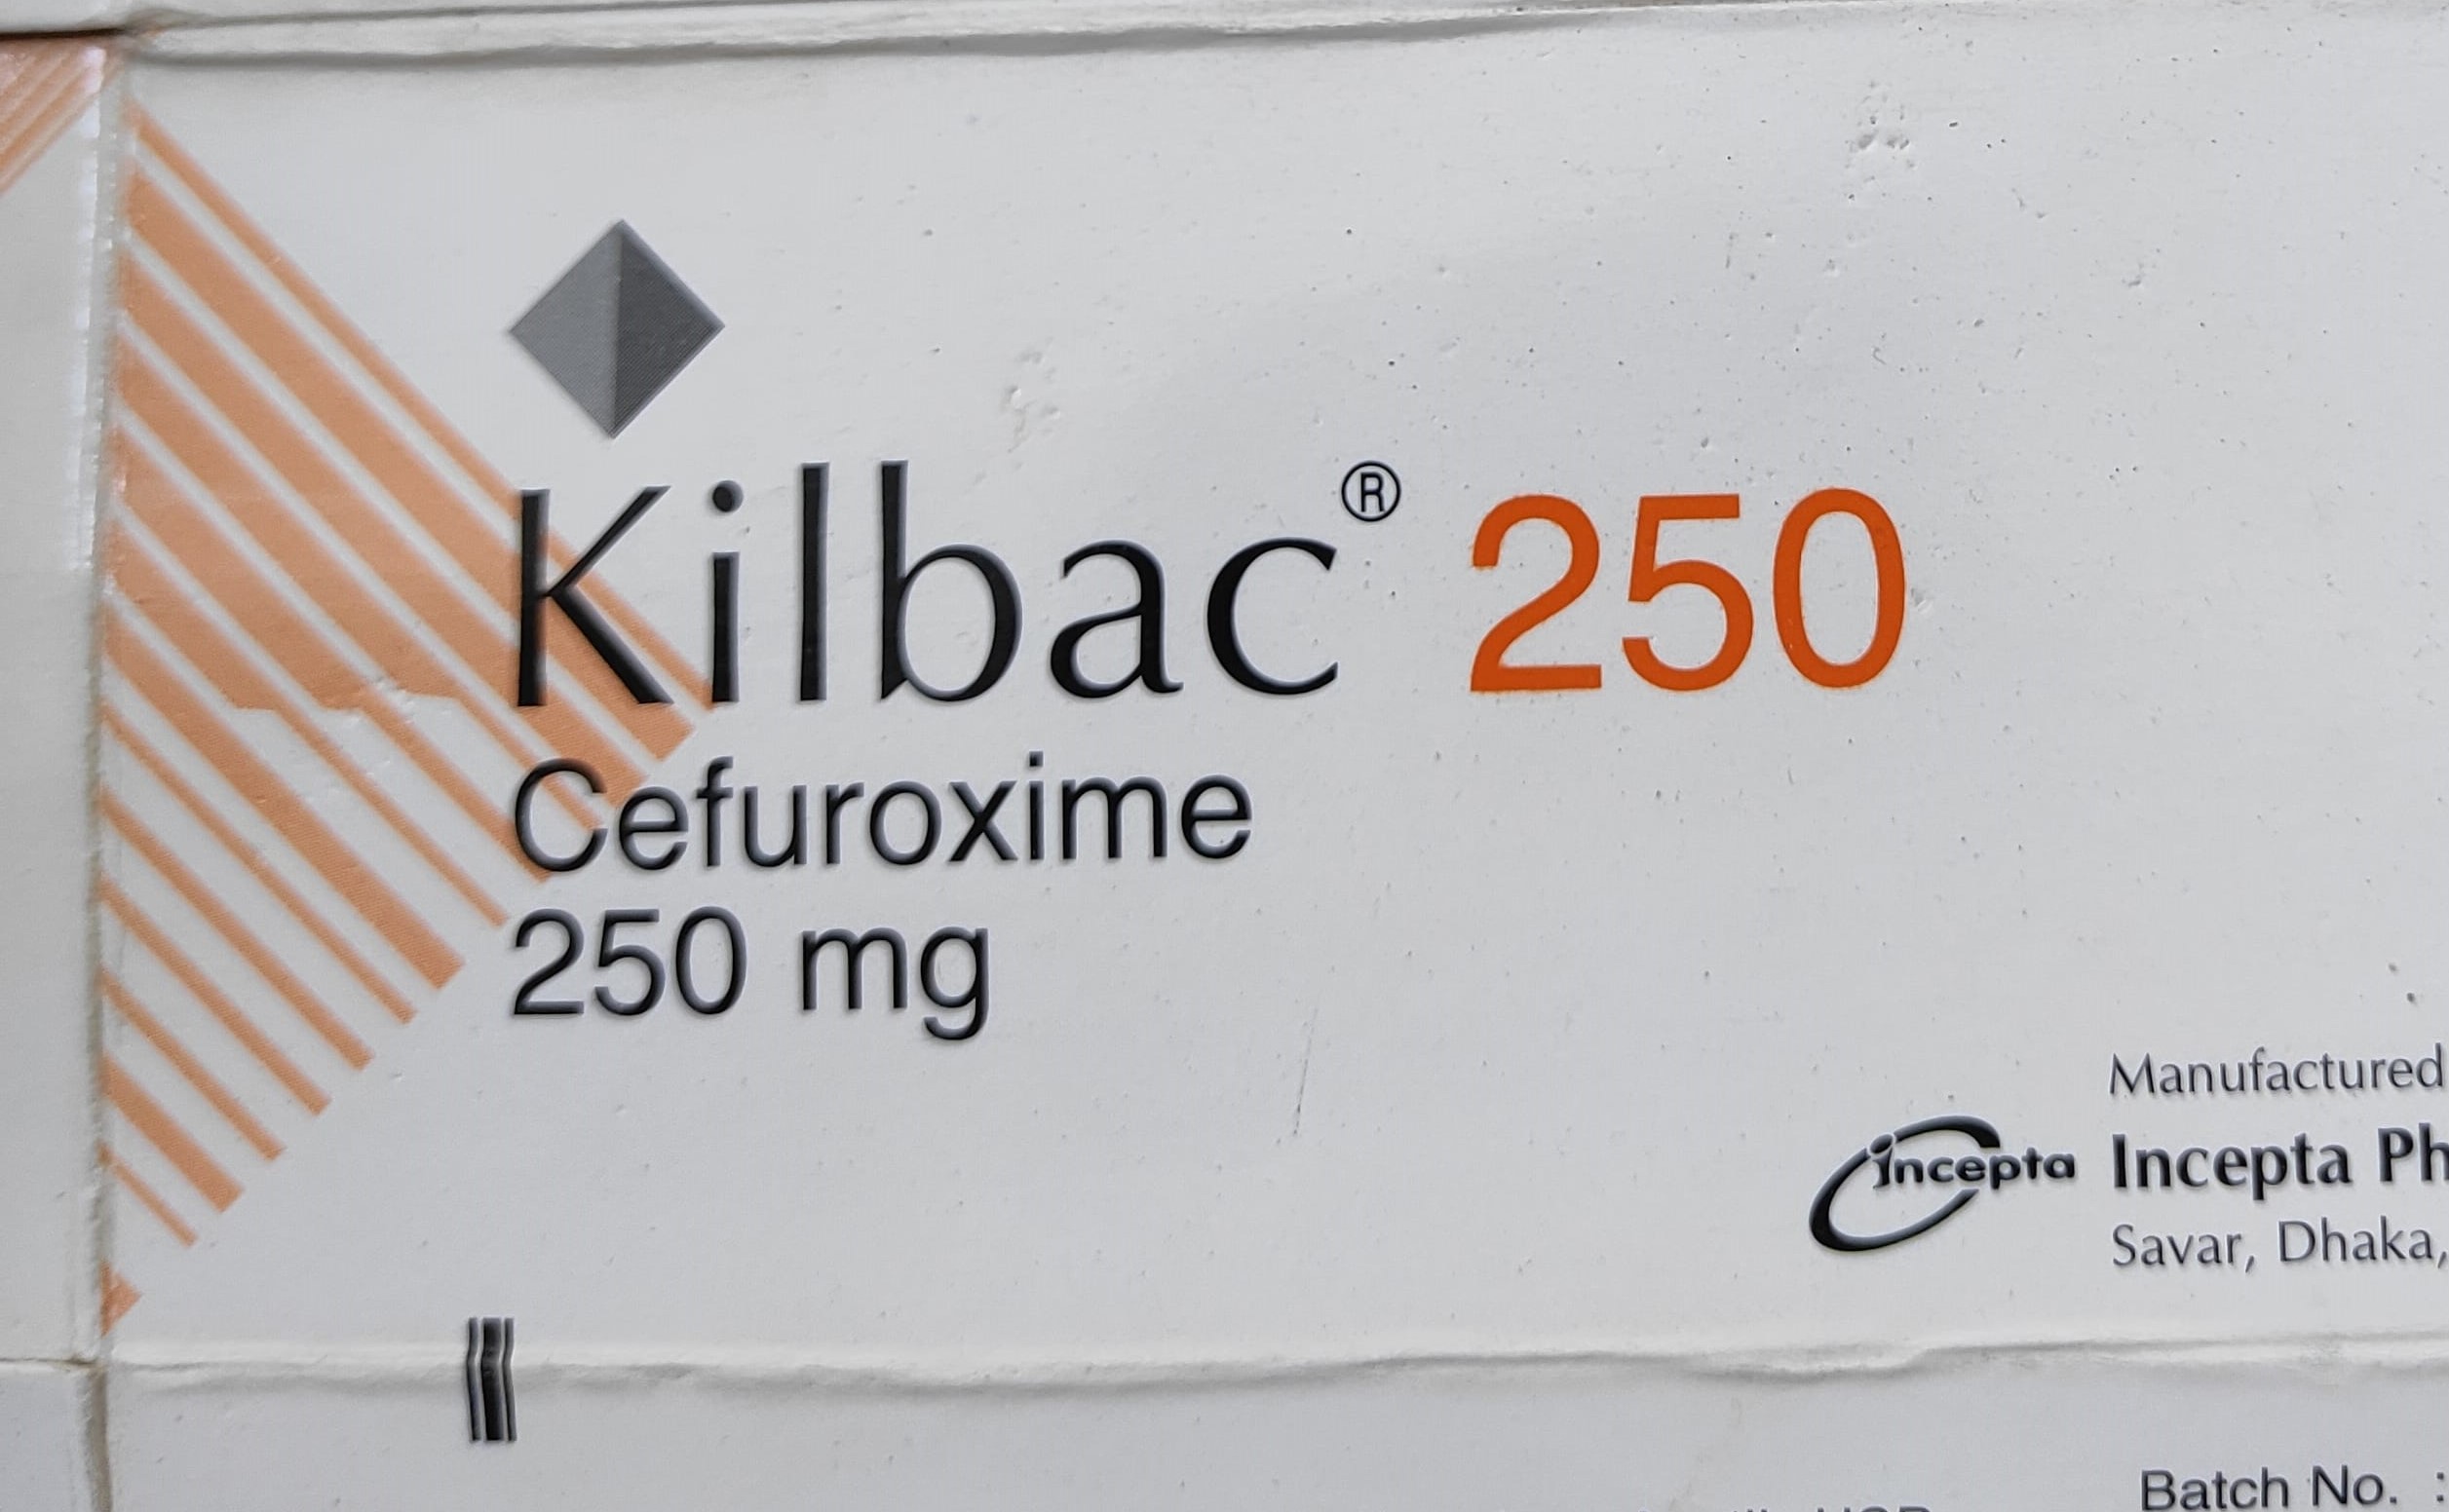 Kilbac® 250
Cefuroxime
250 mg
Manufactured
incepta Incepta Ph
Savar, Dhaka,
Batch No. :